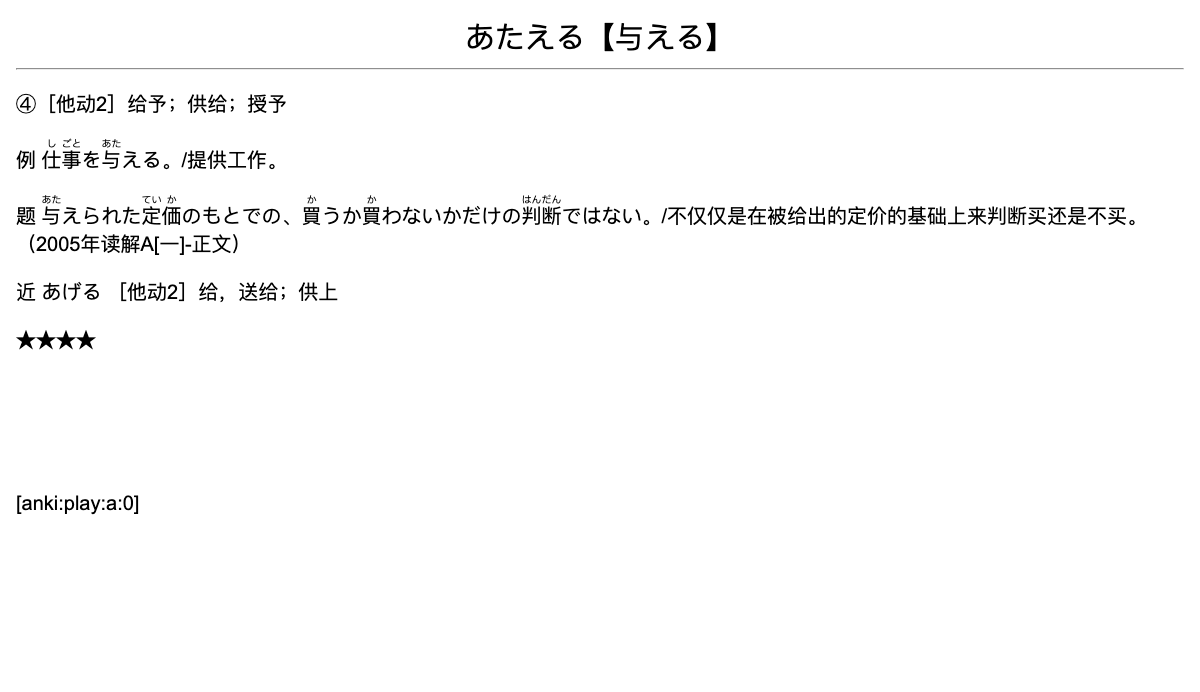 あたえる【与える】
④［他动2］给予；供给；授予
し ごと あた
例 仕事を与える。/提供工作。
あた てい か か か はんだん
题 与えられた定価のもとでの、買うか買わないかだけの判断ではない。/不仅仅是在被给出的定价的基础上来判断买还是不买。
（2005年读解A[一]-正文）
近 あげる ［他动2］给，送给；供上
★★★★
[anki:play:a:0]